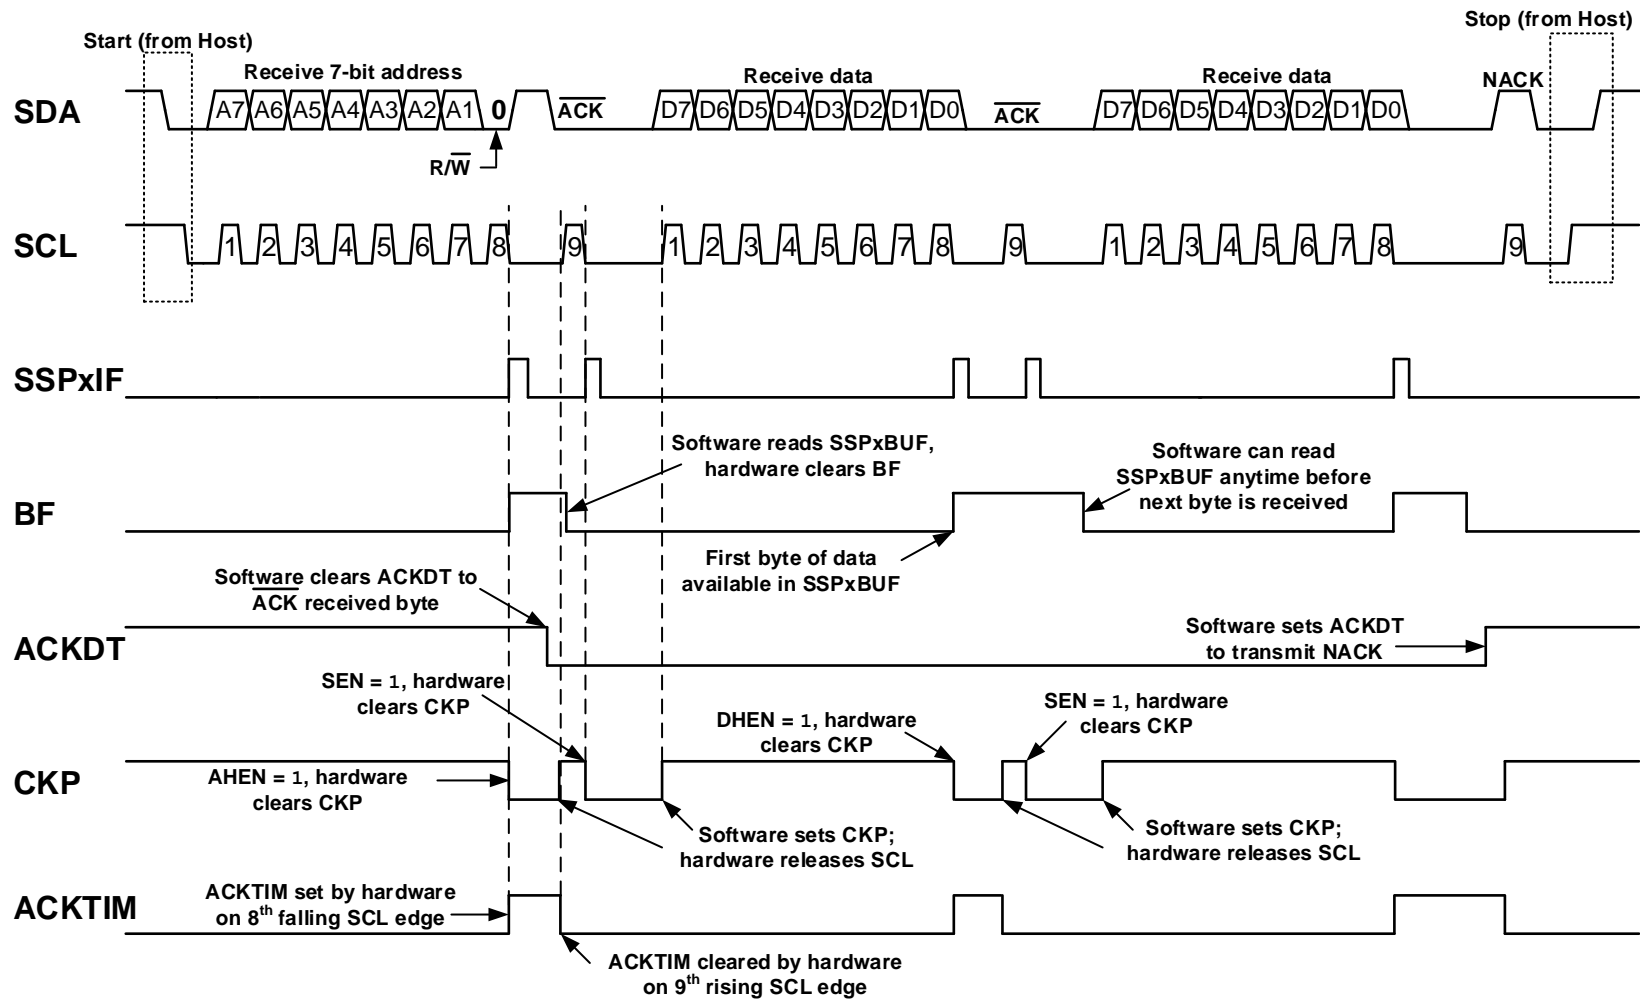 Stop (from Host)
Start (from Host)
Receive 7-bit address
Receive data
Receive data
NACK
SDA
A7 A6 A5 A4 A3 A2 A1 0 ACK D7 D6 D5 D4 D3 D2 D1 D0 ACK D7 D6 D5 D4 D3 D2 D1 D0
R/W
SCL
1 2 3 4 5 6 7 8 9 1 2 3 4 5 6 7 8 9 1 2 3 4 5 6 7 8 9
SSPxIF
Software reads SSPxBUF,
hardware clears BF
Software can read
SSPxBUF anytime before
next byte is received
BF
First byte of data
available in SSPxBUF
Software clears ACKDT to
ACK received byte
ACKDT
Software sets ACKDT
to transmit NACK
SEN = 1, hardware
clears CKP
DHEN = 1, hardware
clears CKP
SEN = 1, hardware
clears CKP
CKP
AHEN = 1, hardware
clears CKP
Software sets CKP;
hardware releases SCL
Software sets CKP;
hardware releases SCL
ACKTIM
ACKTIM set by hardware
on 8th falling SCL edge
ACKTIM cleared by hardware
on 9th rising SCL edge